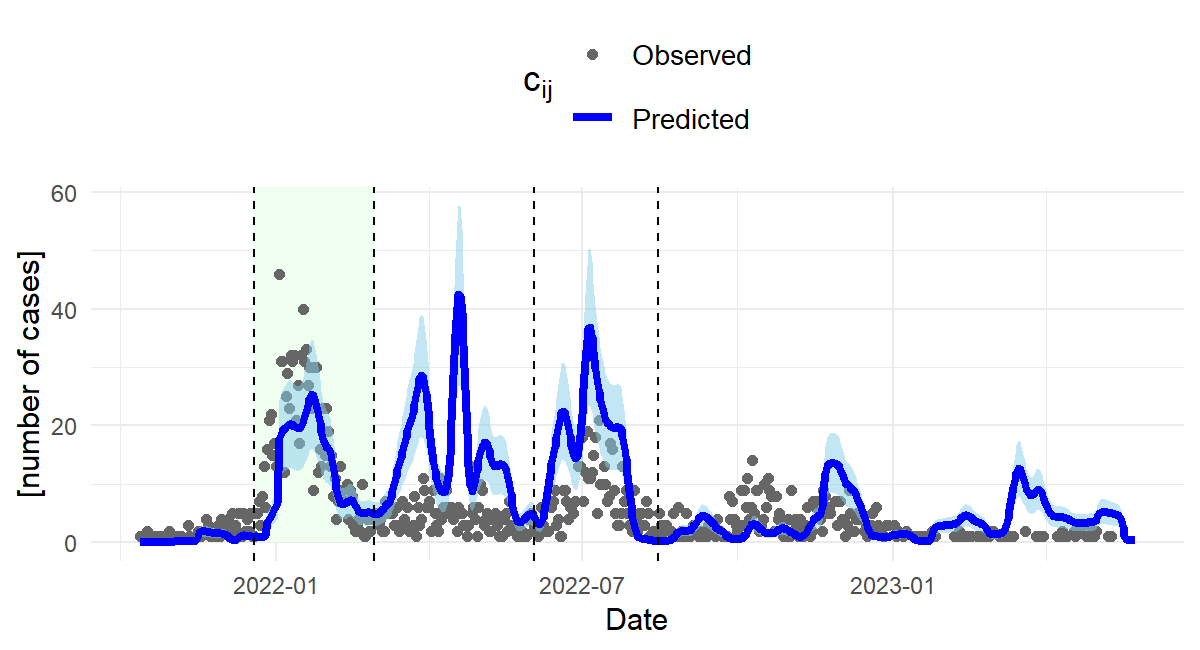 Observed
c_ij
Predicted
[number of cases]
60
40
20
0
2022-01
2022-07
2023-01
Date